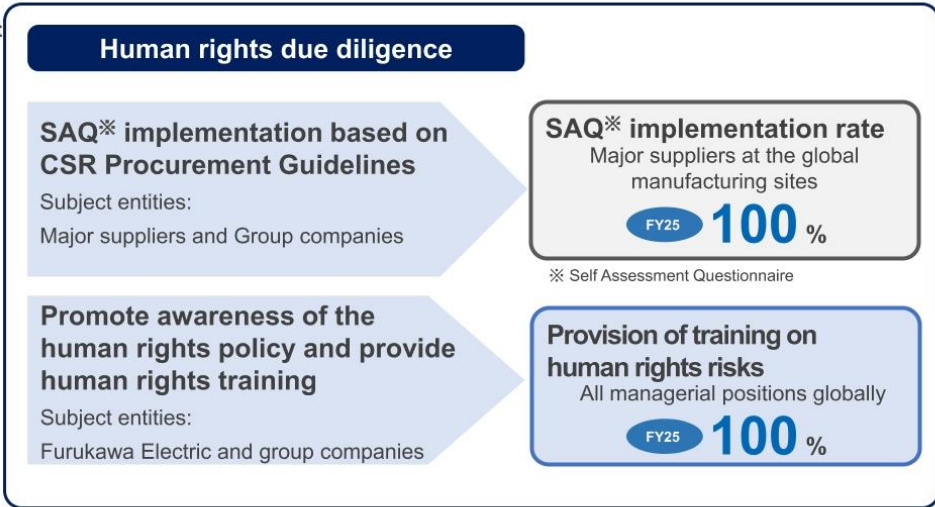 Human rights due diligence
SAQ※ implementation based on
CSR Procurement Guidelines
Subject entities:
Major suppliers and Group companies
SAQ※ implementation rate
Major suppliers at the global
manufacturing sites
FY25 100 %
※ Self Assessment Questionnaire
Promote awareness of the
human rights policy and provide
human rights training
Subject entities:
Furukawa Electric and group companies
Provision of training on
human rights risks
All managerial positions globally
FY25 100 %